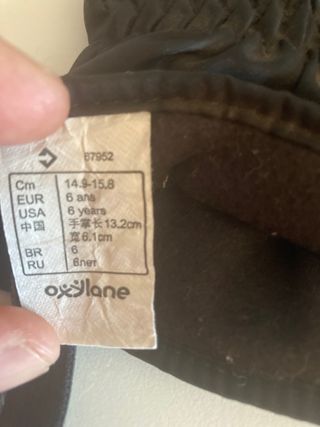 67952
Cm 14.9-15.8
EUR 6 ans
USA 6 years
中国 手掌长13.2cm
宽6.1cm
BR 6
RU 6лет
oxylane